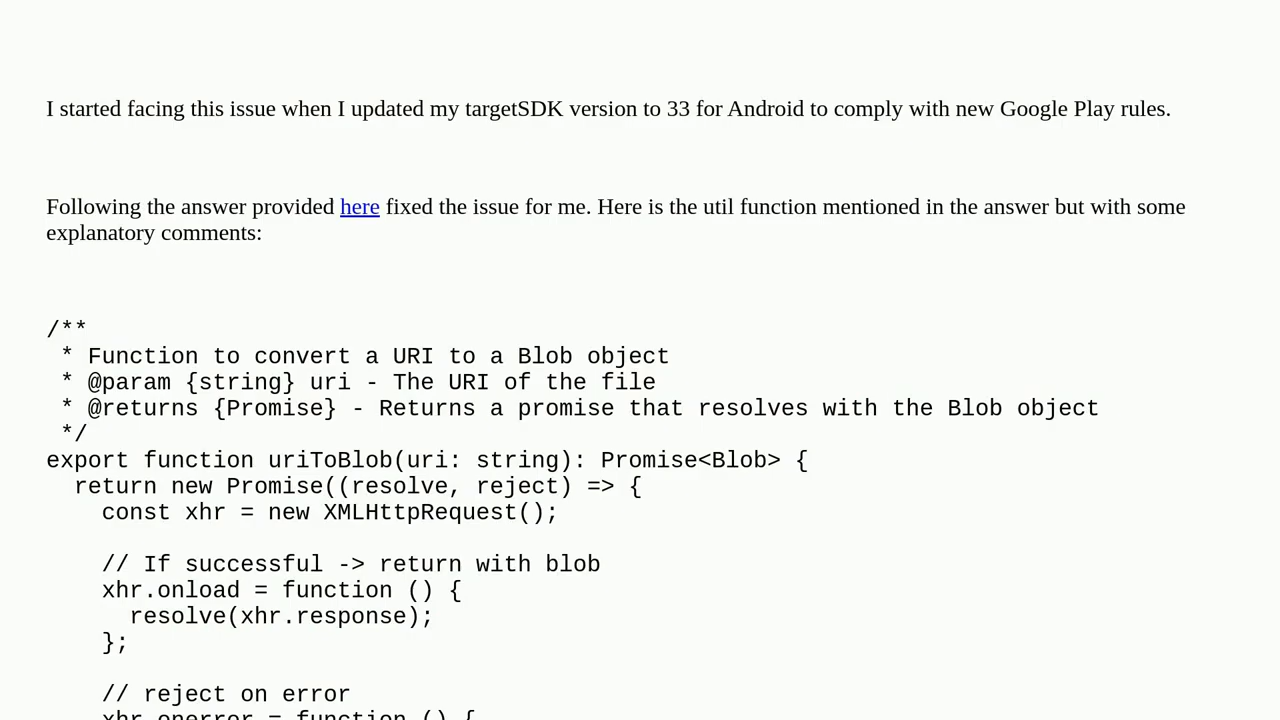 I started facing this issue when I updated my targetSDK version to 33 for Android to comply with new Google Play rules.
Following the answer provided here fixed the issue for me. Here is the util function mentioned in the answer but with some
explanatory comments:
/**
 * Function to convert a URI to a Blob object
 * @param {string} uri - The URI of the file
 * @returns {Promise} - Returns a promise that resolves with the Blob object
 */
export function uriToBlob(uri: string): Promise<Blob> {
  return new Promise((resolve, reject) => {
    const xhr = new XMLHttpRequest();
    // If successful -> return with blob
    xhr.onload = function () {
      resolve(xhr.response);
    };
    // reject on error
    xhr.onerror = function () {